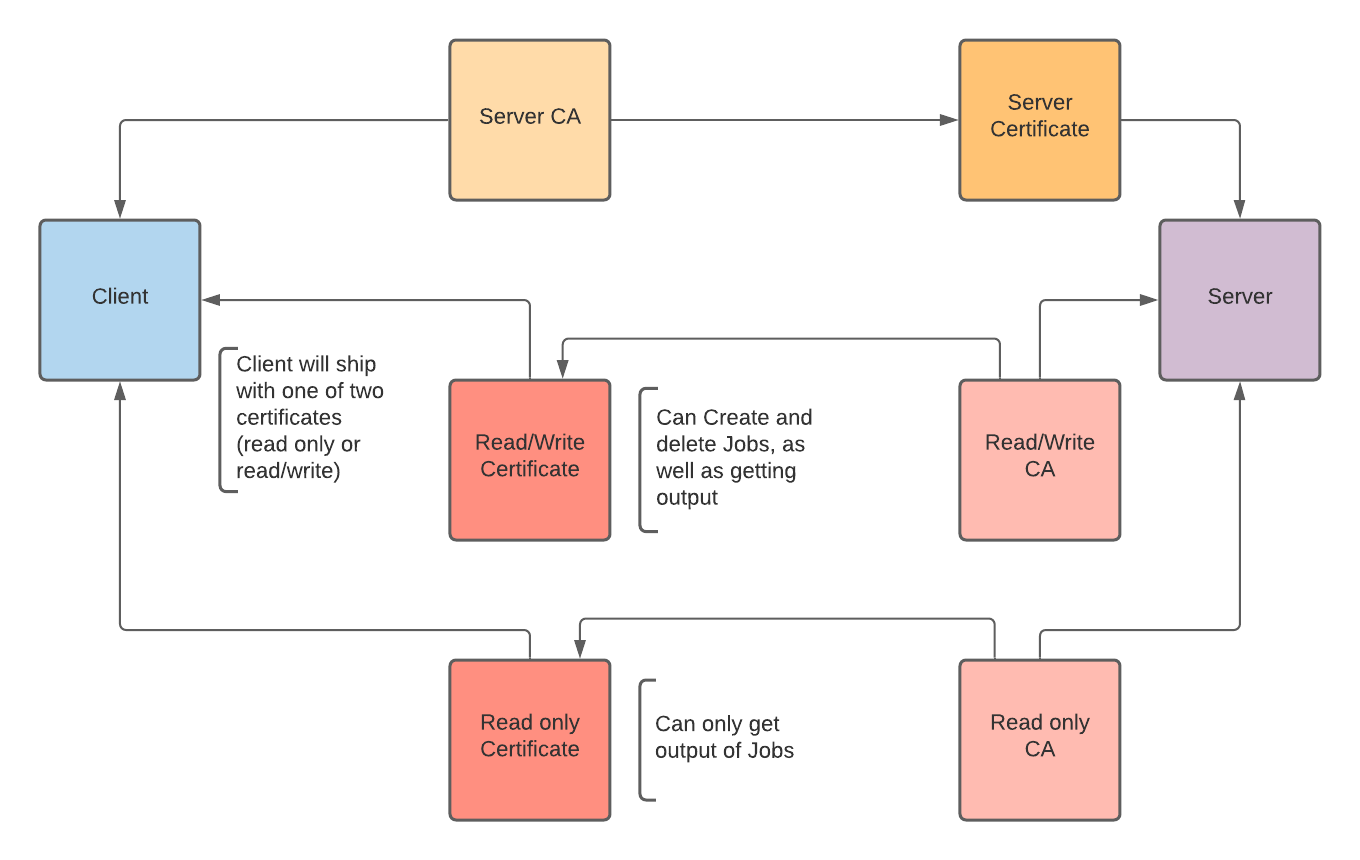 Server CA
Server
Certificate
Client
Server
Client will ship
with one of two
certificates
(read only or
read/write)
Read/Write
Certificate
Can Create and
delete Jobs, as
well as getting
output
Read/Write
CA
Read only
Certificate
Can only get
output of Jobs
Read only
CA